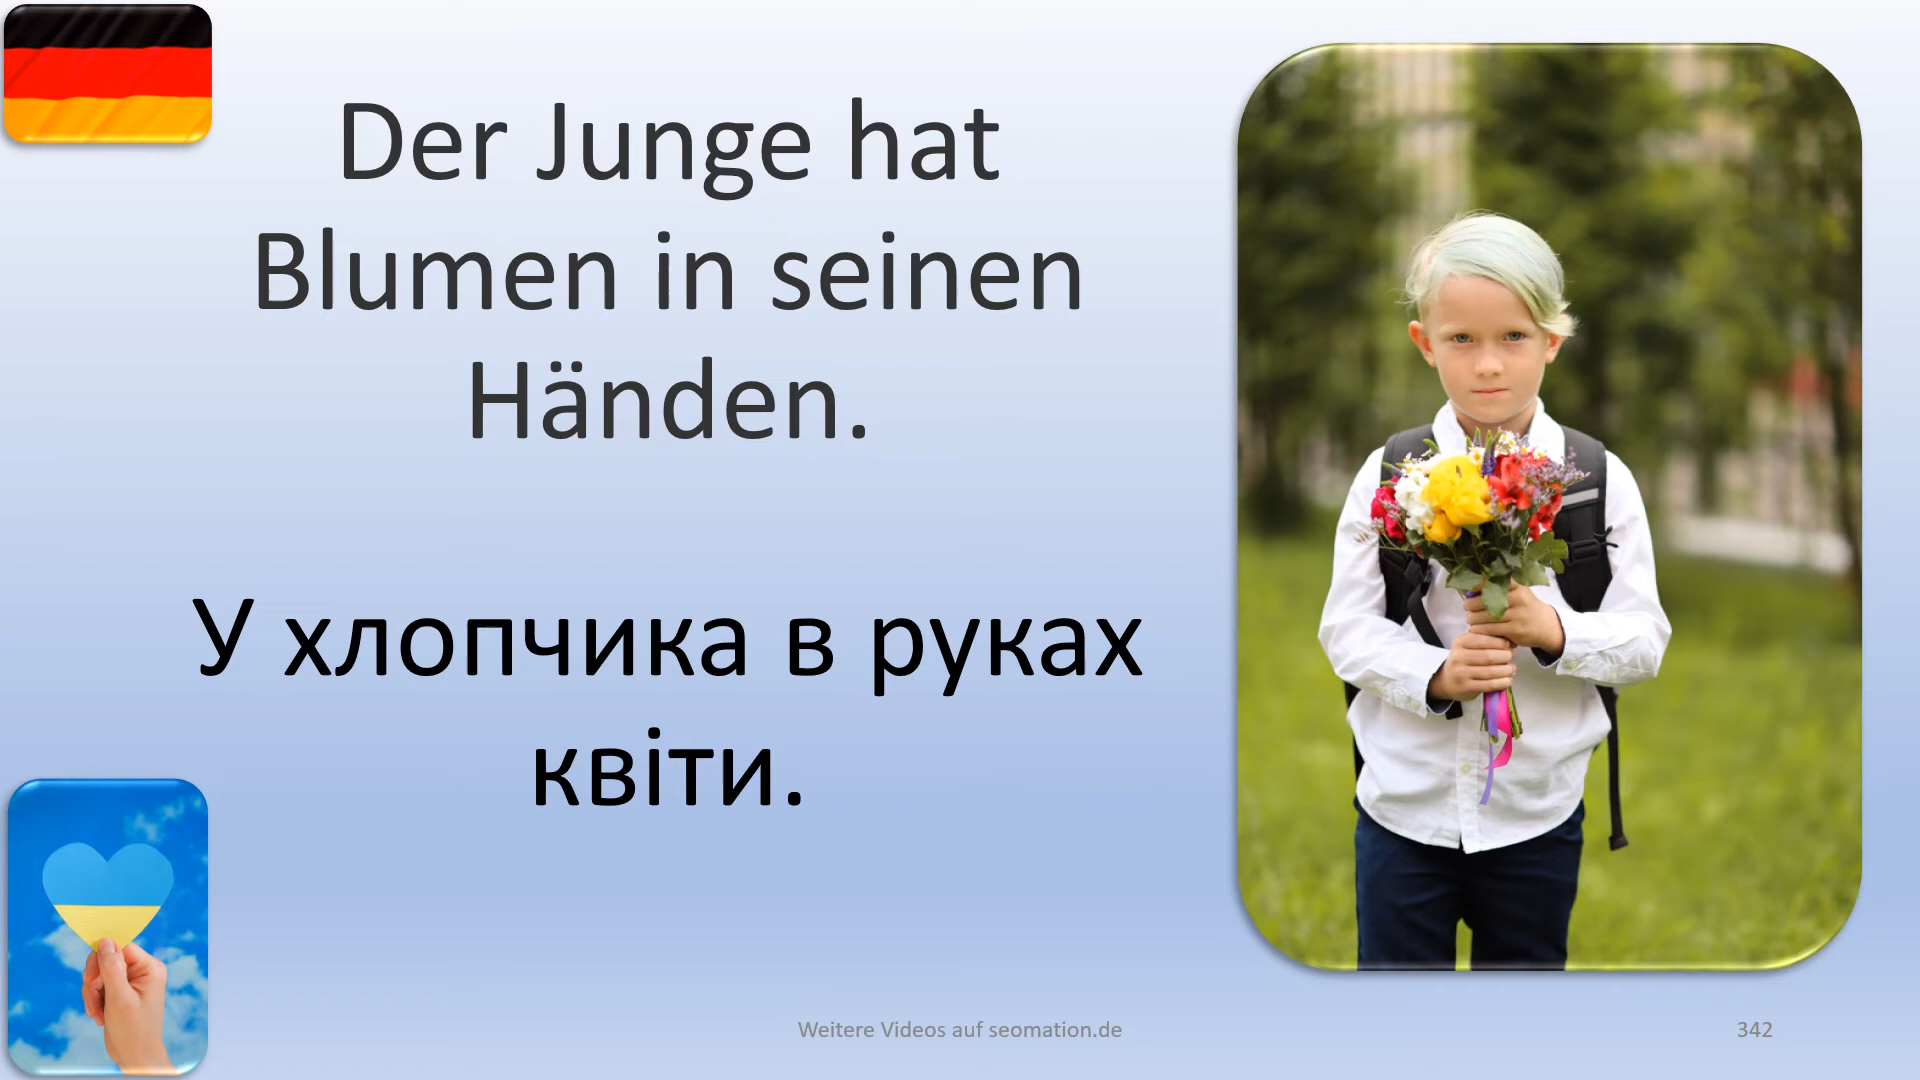 Der Junge hat
Blumen in seinen
Händen.
У хлопчика в руках
квіти.
Weitere Videos auf seomation.de
342